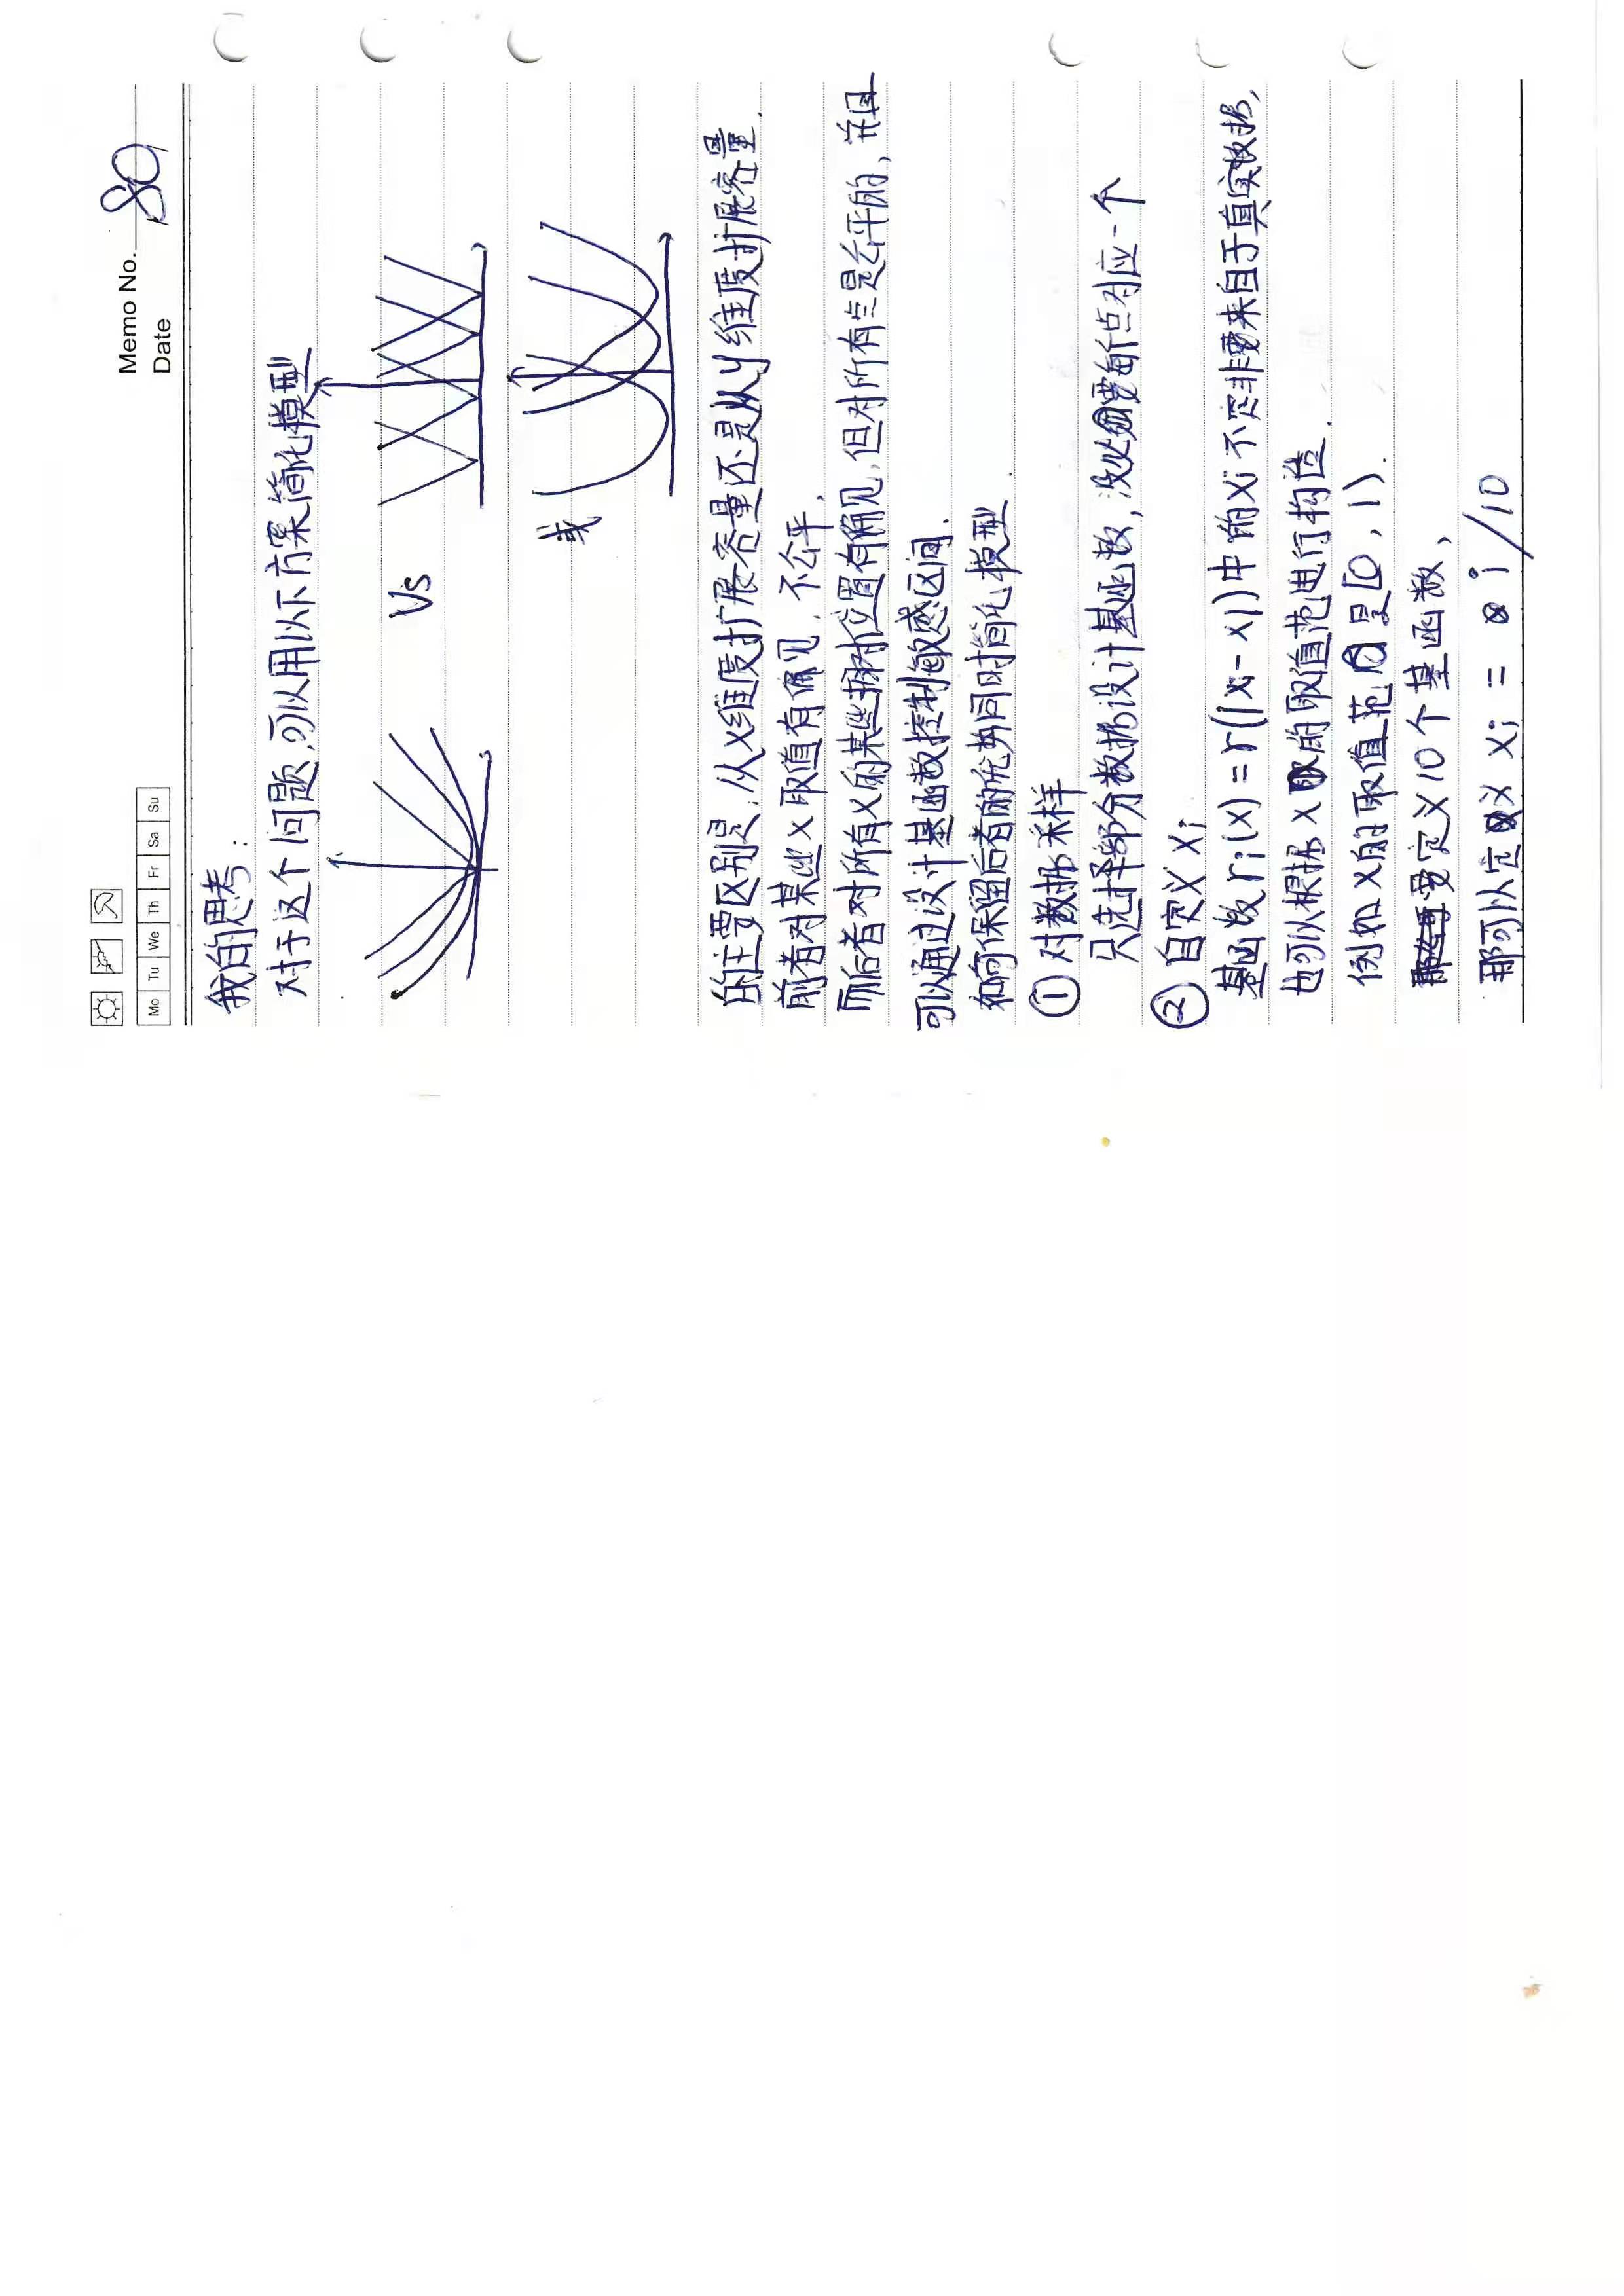 Mo Tu We Th Fr Sa Su
Memo No. 80
Date
我的思考:
对于这个问题,可以用以下方案简化模型
Vs
或
的主要区别是,从x维度扩展容量还是从y维度扩展容量.
前者对某些x取值有偏见,不公平,
而后者对所有x的某些相对位置有偏见,但对所有点是公平的,并且
可以通过设计基函数控制敏感区间.
如何保留后者的优势同时简化模型.
① 对数据采样
只选择部分数据设计基函数,没必要每个点对应一个
② 自定义 xi
基函数 ri(x) = r(|xi - x|) 中的 xi 不定非要来自于真实数据,
也可以根据 x 的取值范进行构造.
例如 x的取值范围是[0,1).
要定义10个基函数,
那可以定义 xi = i/10